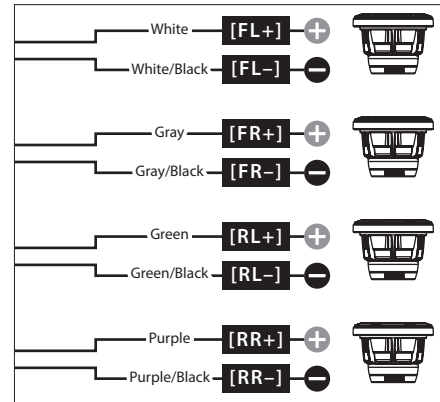 White [FL+] +
White/Black [FL–] –
Gray [FR+] +
Gray/Black [FR–] –
Green [RL+] +
Green/Black [RL–] –
Purple [RR+] +
Purple/Black [RR–] –